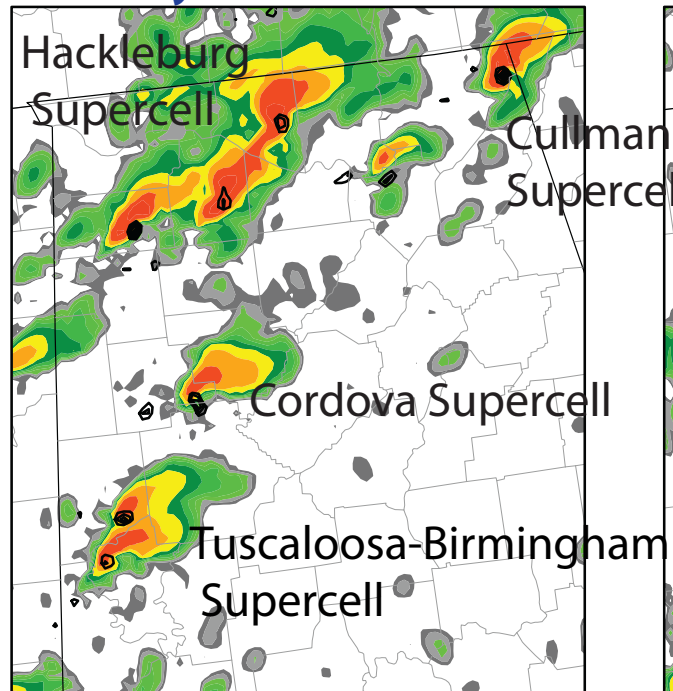 Hackleburg
Supercell
Cullman
Supercel
Cordova Supercell
Tuscaloosa-Birmingham
Supercell